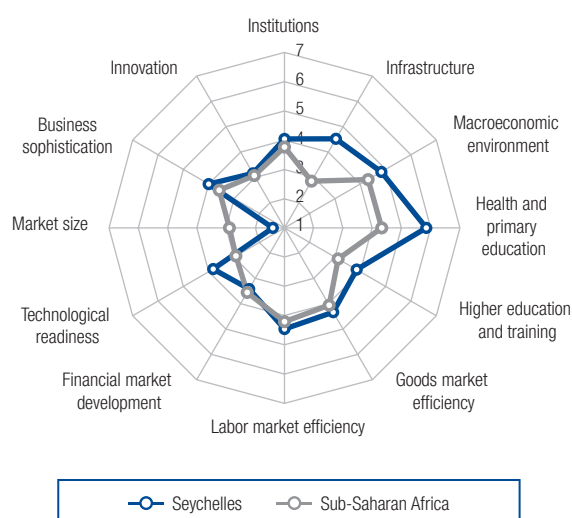 Institutions
Infrastructure
Macroeconomic
environment
Health and
primary
education
Higher education
and training
Goods market
efficiency
Labor market efficiency
Financial market
development
Technological
readiness
Market size
Business
sophistication
Innovation
7
6
5
4
3
2
1
Seychelles
Sub-Saharan Africa